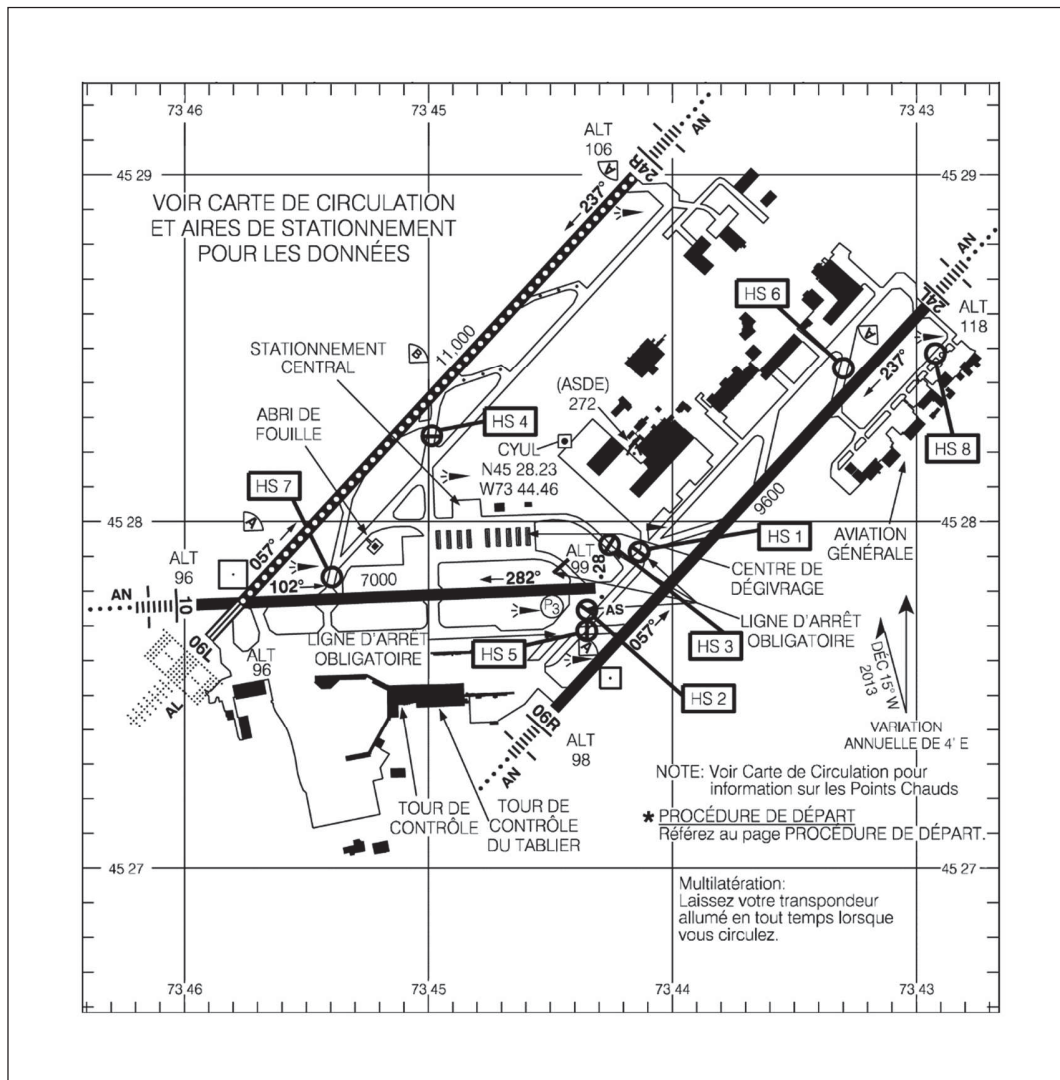 73 46
73 45
73 43
45 29
45 29
ALT
106
24R
AN
237°
VOIR CARTE DE CIRCULATION
ET AIRES DE STATIONNEMENT
POUR LES DONNÉES
A
AN
24L
ALT
118
HS 6
A
237°
11,000
B
STATIONNEMENT
CENTRAL
(ASDE)
272
ABRI DE
FOUILLE
HS 4
CYUL
N45 28.23
W73 44.46
HS 8
HS 7
9600
45 28
45 28
A
057°
ALT
96
HS 1
AVIATION
GÉNÉRALE
CENTRE DE
DÉGIVRAGE
ALT
99
28
102°
7000
282°
AN
10
P3
AS
LIGNE D'ARRÊT
OBLIGATOIRE
HS 3
LIGNE D'ARRÊT
OBLIGATOIRE
HS 5
A
057°
HS 2
06L
ALT
96
AL
DÉC 15° W
2013
VARIATION
ANNUELLE DE 4' E
06R
ALT
98
AN
NOTE: Voir Carte de Circulation pour
information sur les Points Chauds
TOUR DE
CONTRÔLE
TOUR DE
CONTRÔLE
DU TABLIER
* PROCÉDURE DE DÉPART
Référez au page PROCÉDURE DE DÉPART.
45 27
45 27
Multilatération:
Laissez votre transpondeur
allumé en tout temps lorsque
vous circulez.
73 46
73 45
73 44
73 43